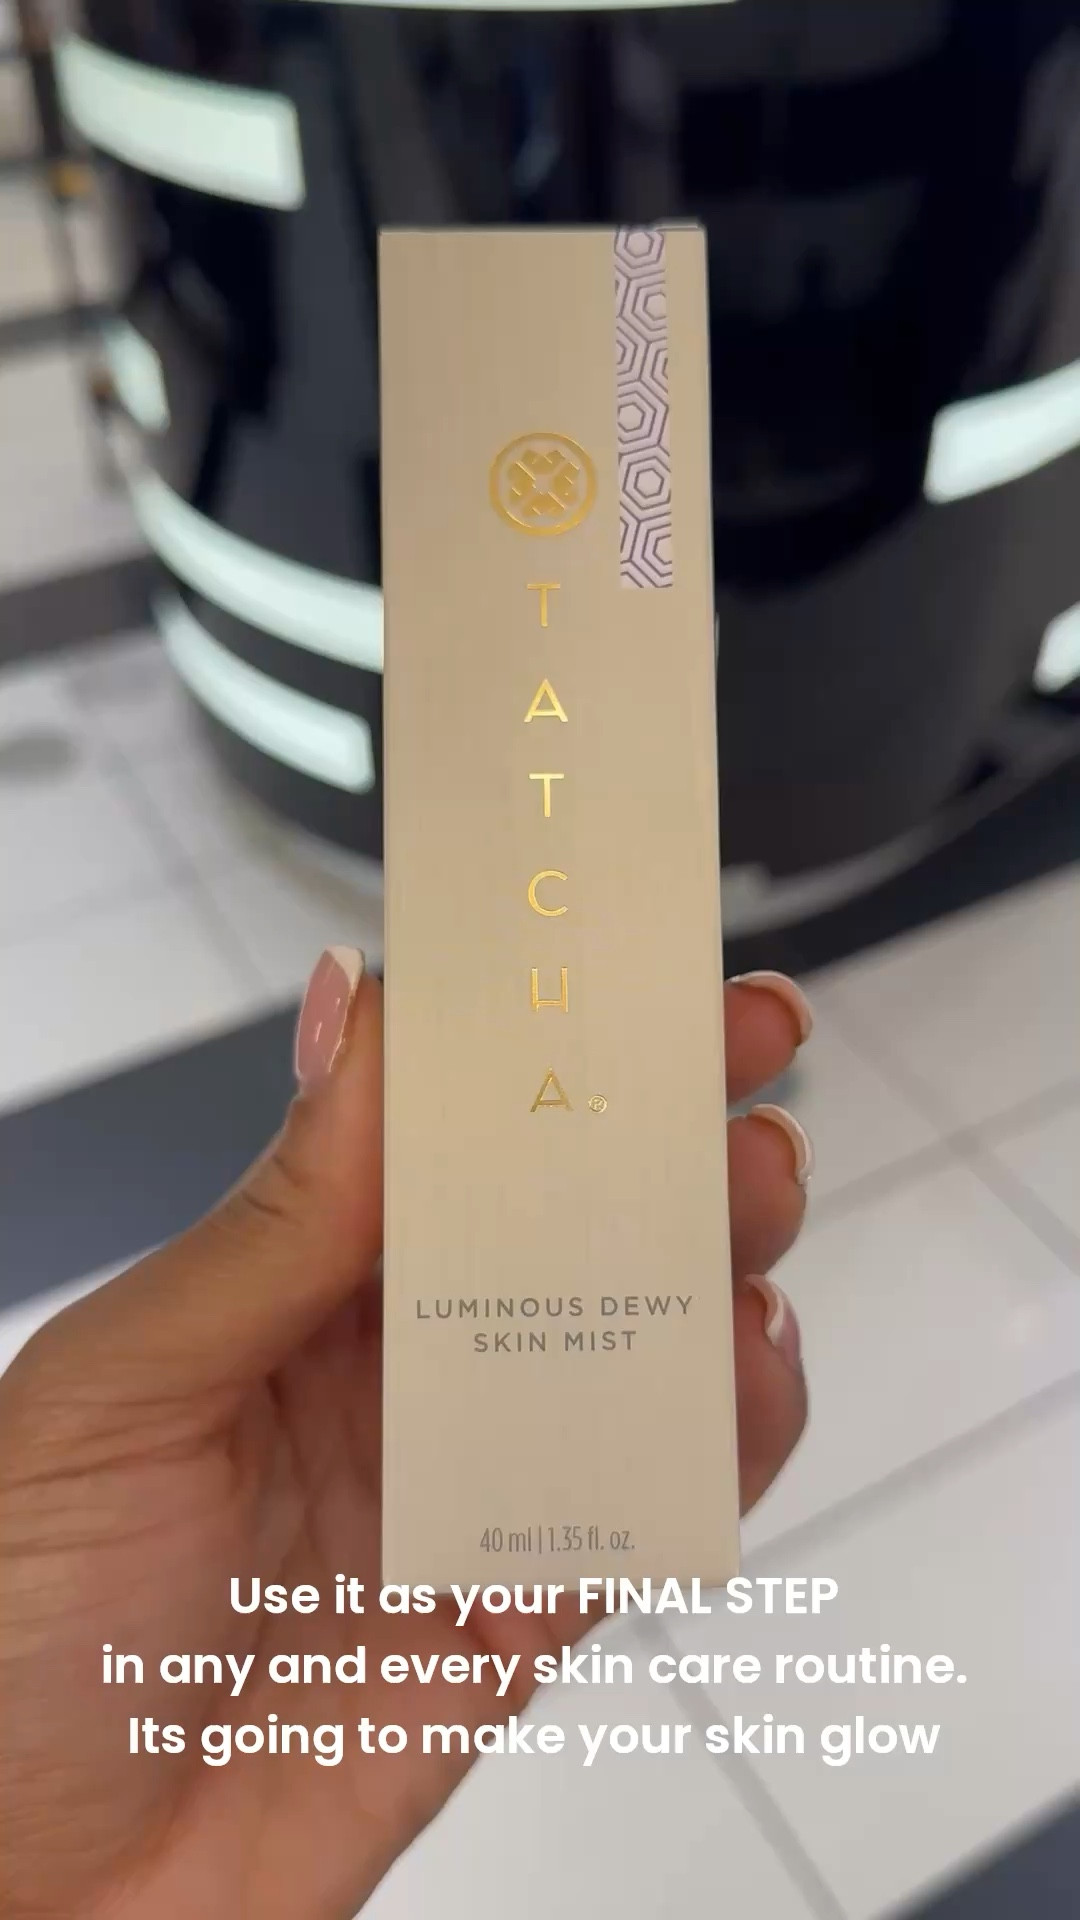 TATCHA®
LUMINOUS DEWY
SKIN MIST
40 ml | 1.35 fl. oz.
Use it as your FINAL STEP
in any and every skin care routine.
Its going to make your skin glow